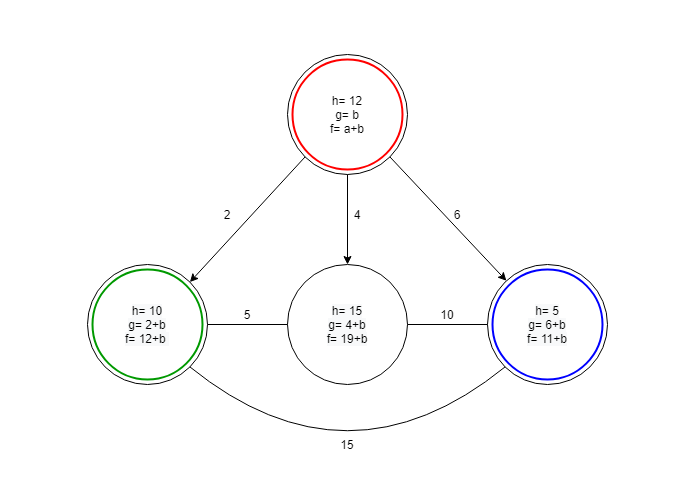 h= 12
g= b
f= a+b
2
4
6
h= 10
g= 2+b
f= 12+b
5
h= 15
g= 4+b
f= 19+b
10
h= 5
g= 6+b
f= 11+b
15